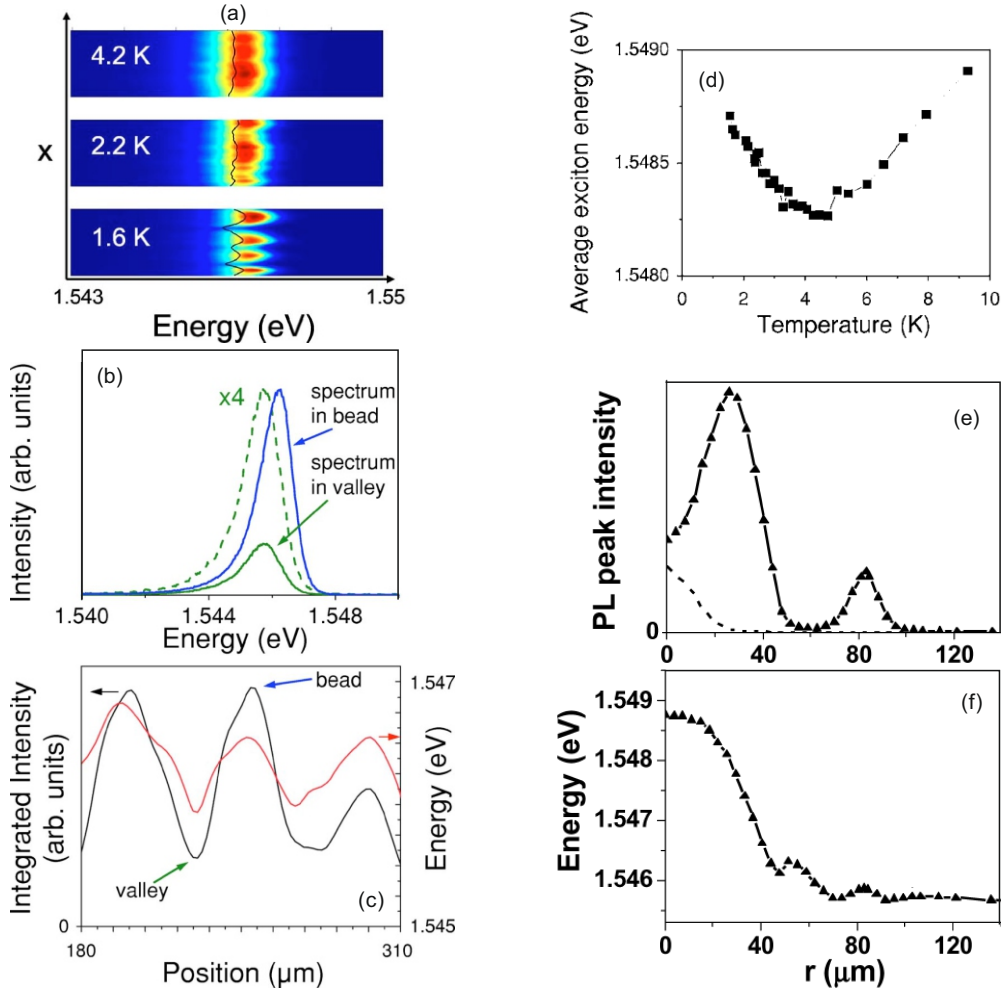 (a)
4.2 K
2.2 K
1.6 K
x
1.543
1.55
Energy (eV)
(b)
x4
spectrum
in bead
spectrum
in valley
Intensity (arb. units)
1.540
1.544
1.548
Energy (eV)
bead
valley
(c)
Integrated Intensity
(arb. units)
0
1.547
1.545
Energy (eV)
180
310
Position (μm)
(d)
Average exciton energy (eV)
1.5490
1.5485
1.5480
0
2
4
6
8
10
Temperature (K)
(e)
PL peak intensity
0
0
40
80
120
(f)
Energy (eV)
1.549
1.548
1.547
1.546
0
40
80
120
r (μm)